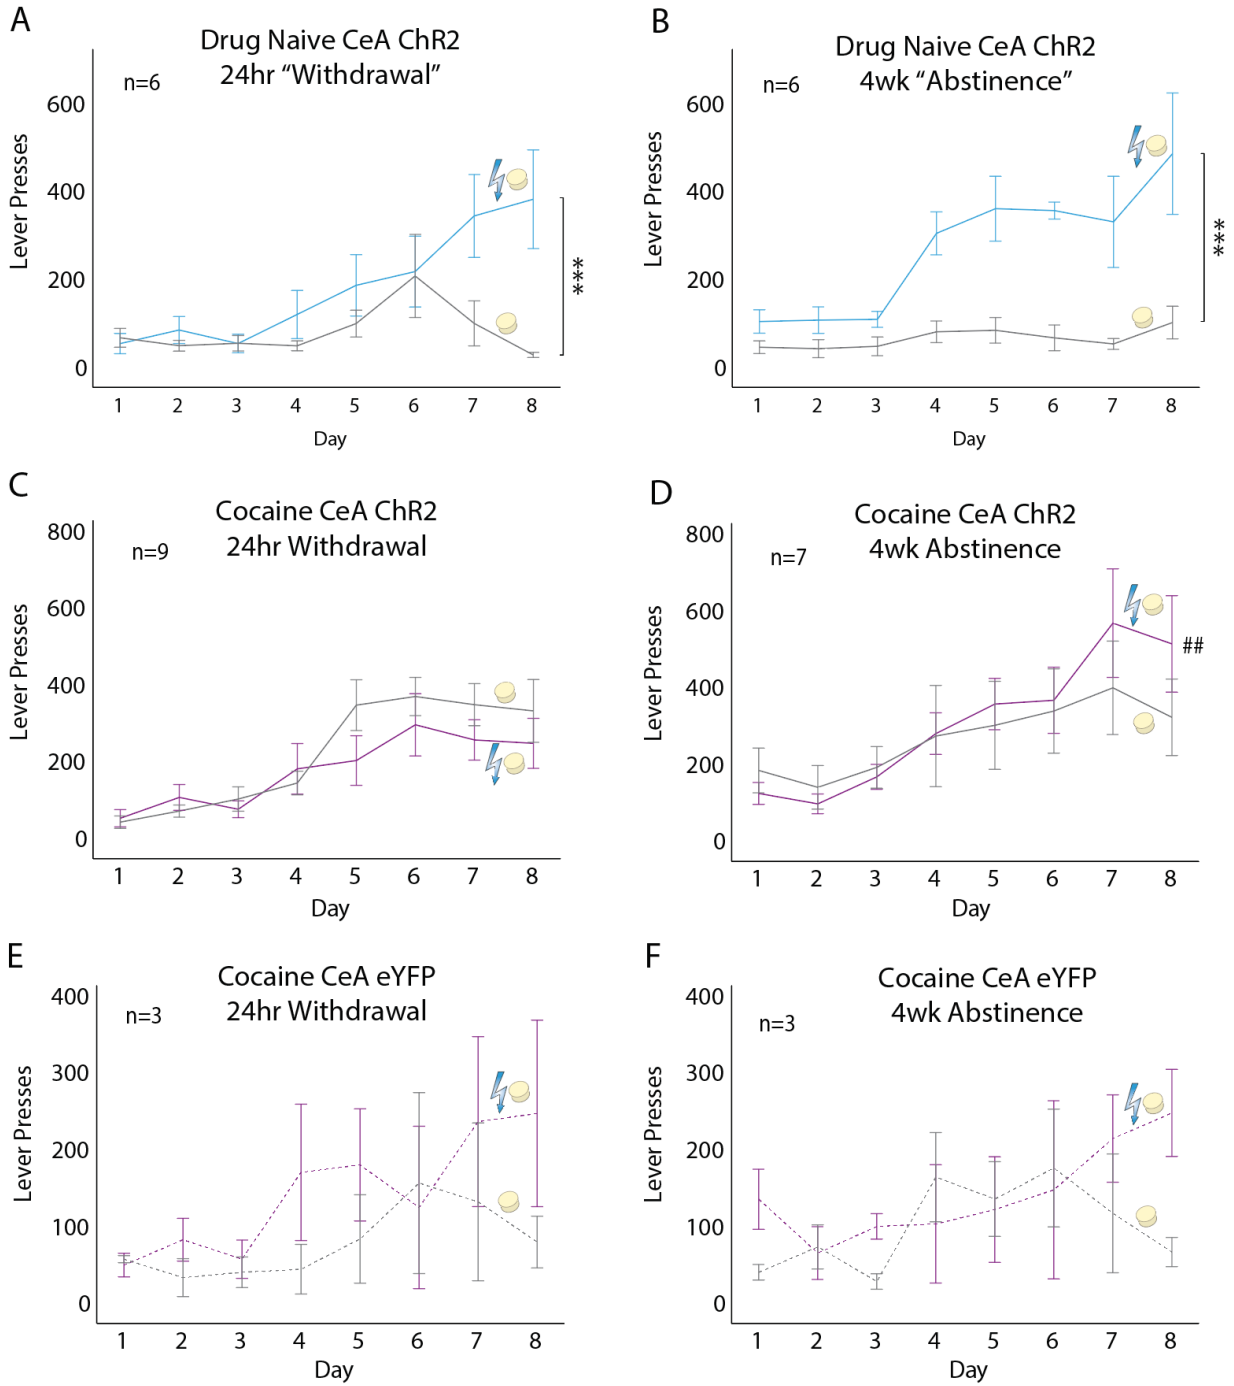 A
Drug Naive CeA ChR2
24hr “Withdrawal”
n=6
Lever Presses
600
400
200
0
***
1 2 3 4 5 6 7 8
Day
B
Drug Naive CeA ChR2
4wk “Abstinence”
n=6
Lever Presses
600
400
200
0
***
1 2 3 4 5 6 7 8
Day
C
Cocaine CeA ChR2
24hr Withdrawal
n=9
Lever Presses
800
600
400
200
0
1 2 3 4 5 6 7 8
Day
D
Cocaine CeA ChR2
4wk Abstinence
n=7
Lever Presses
800
600
400
200
0
##
1 2 3 4 5 6 7 8
Day
E
Cocaine CeA eYFP
24hr Withdrawal
n=3
Lever Presses
400
300
200
100
0
1 2 3 4 5 6 7 8
Day
F
Cocaine CeA eYFP
4wk Abstinence
n=3
Lever Presses
400
300
200
100
0
1 2 3 4 5 6 7 8
Day